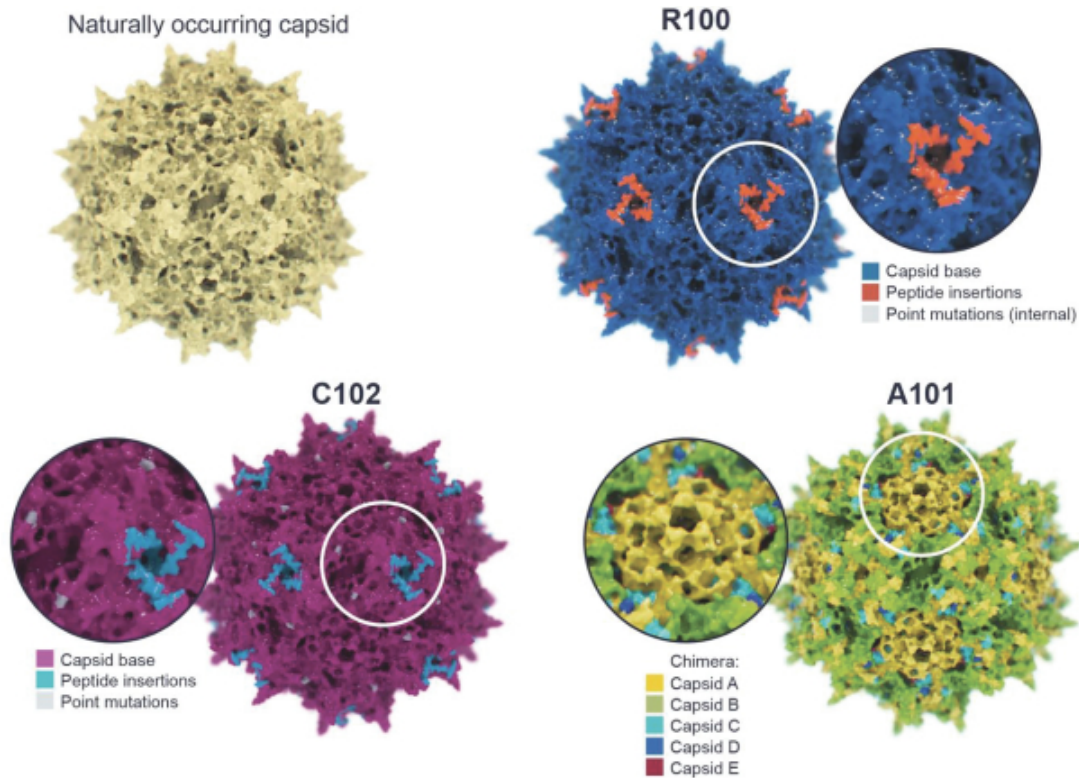 Naturally occurring capsid
R100
Capsid base
Peptide insertions
Point mutations (internal)
C102
Capsid base
Peptide insertions
Point mutations
A101
Chimera:
Capsid A
Capsid B
Capsid C
Capsid D
Capsid E